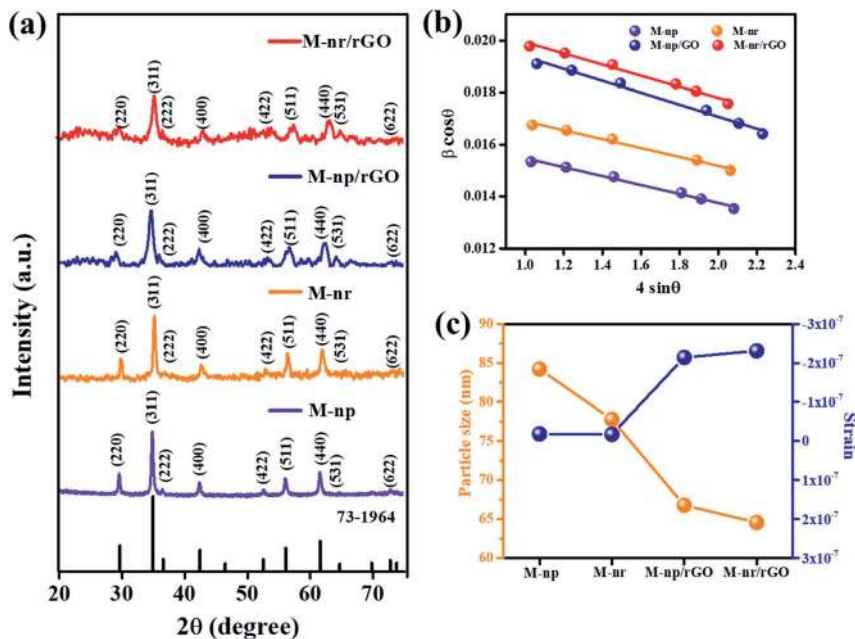 (a)
M-nr/rGO
(220)
(311)
(222)
(400)
(422)
(511)
(440)
(531)
(622)
M-np/rGO
(220)
(311)
(222)
(400)
(422)
(511)
(440)
(531)
(622)
M-nr
(220)
(311)
(222)
(400)
(422)
(511)
(440)
(531)
(622)
M-np
(220)
(311)
(222)
(400)
(422)
(511)
(440)
(531)
(622)
73-1964
Intensity (a.u.)
20 30 40 50 60 70
2θ (degree)
(b)
M-np M-nr
M-np/GO M-nr/rGO
0.020
0.018
0.016
0.014
0.012
β cosθ
1.0 1.2 1.4 1.6 1.8 2.0 2.2 2.4
4 sinθ
(c)
90
85
80
75
70
65
60
Particle size (nm)
-3x10-7
-2x10-7
-1x10-7
0
1x10-7
2x10-7
3x10-7
Strain
M-np M-nr M-np/rGO M-nr/rGO